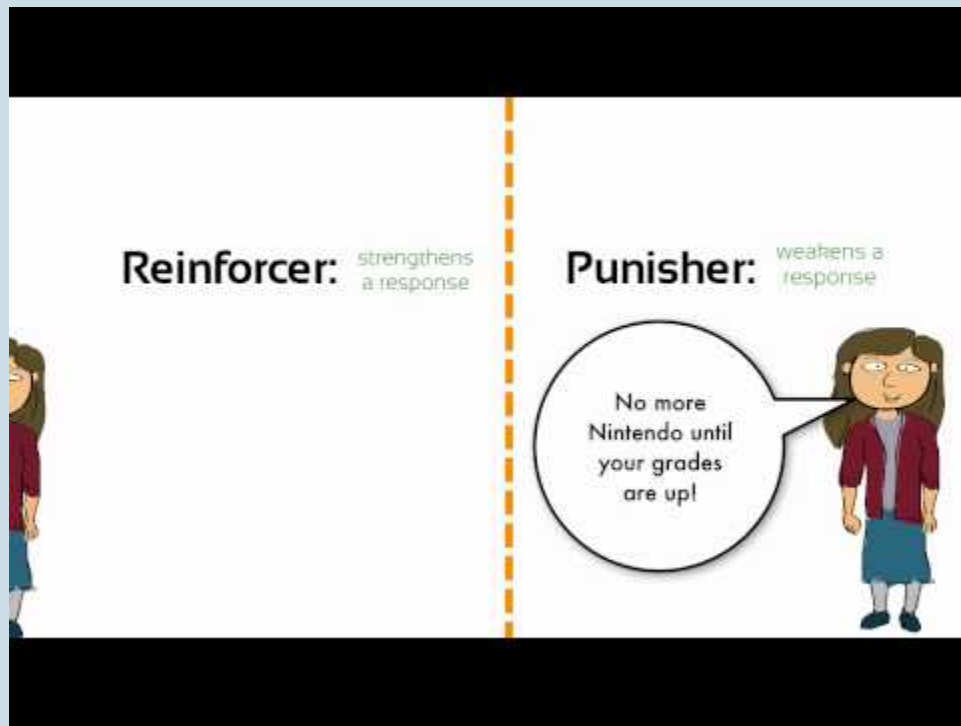 Reinforcer:
strengthens
a response
Punisher:
weakens a
response
No more
Nintendo until
your grades
are up!